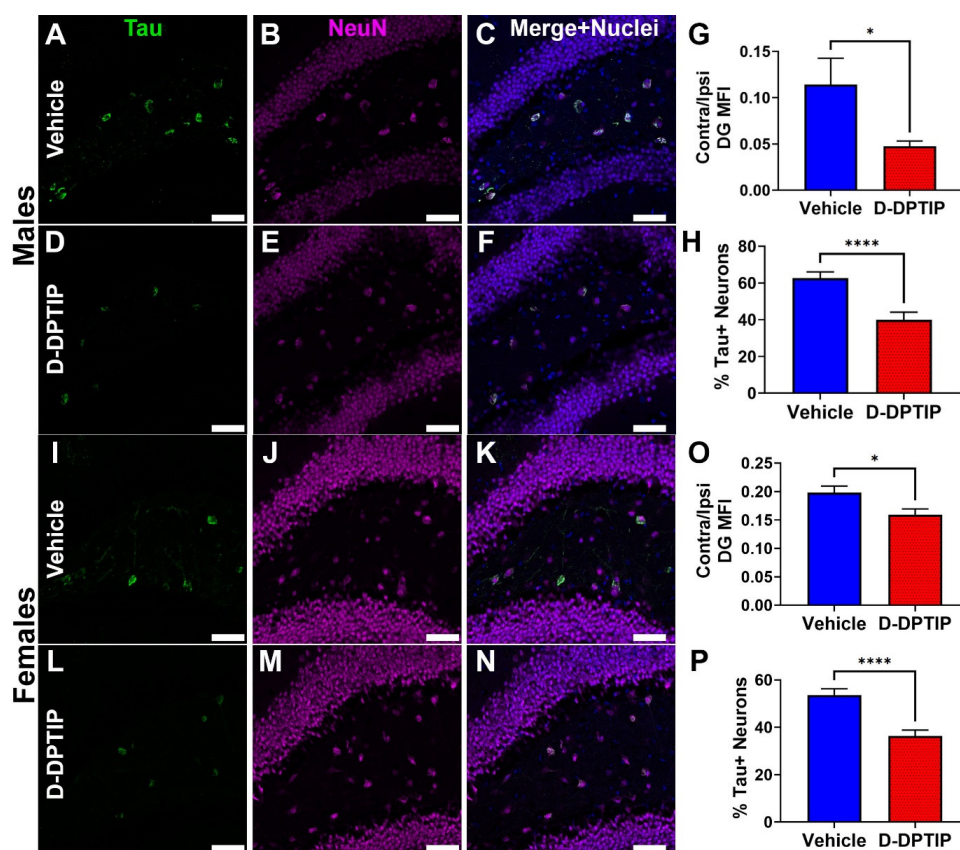 A Tau
B NeuN
C Merge+Nuclei
Males
Vehicle
D
E
F
D-DPTIP
G
*
Contra/Ipsi
DG MFI
0.15
0.10
0.05
0.00
Vehicle D-DPTIP
H
****
% Tau+ Neurons
60
40
20
0
Vehicle D-DPTIP
Females
I
J
K
Vehicle
L
M
N
D-DPTIP
O
*
Contra/Ipsi
DG MFI
0.25
0.20
0.15
0.10
0.05
0.00
Vehicle D-DPTIP
P
****
% Tau+ Neurons
60
40
20
0
Vehicle D-DPTIP